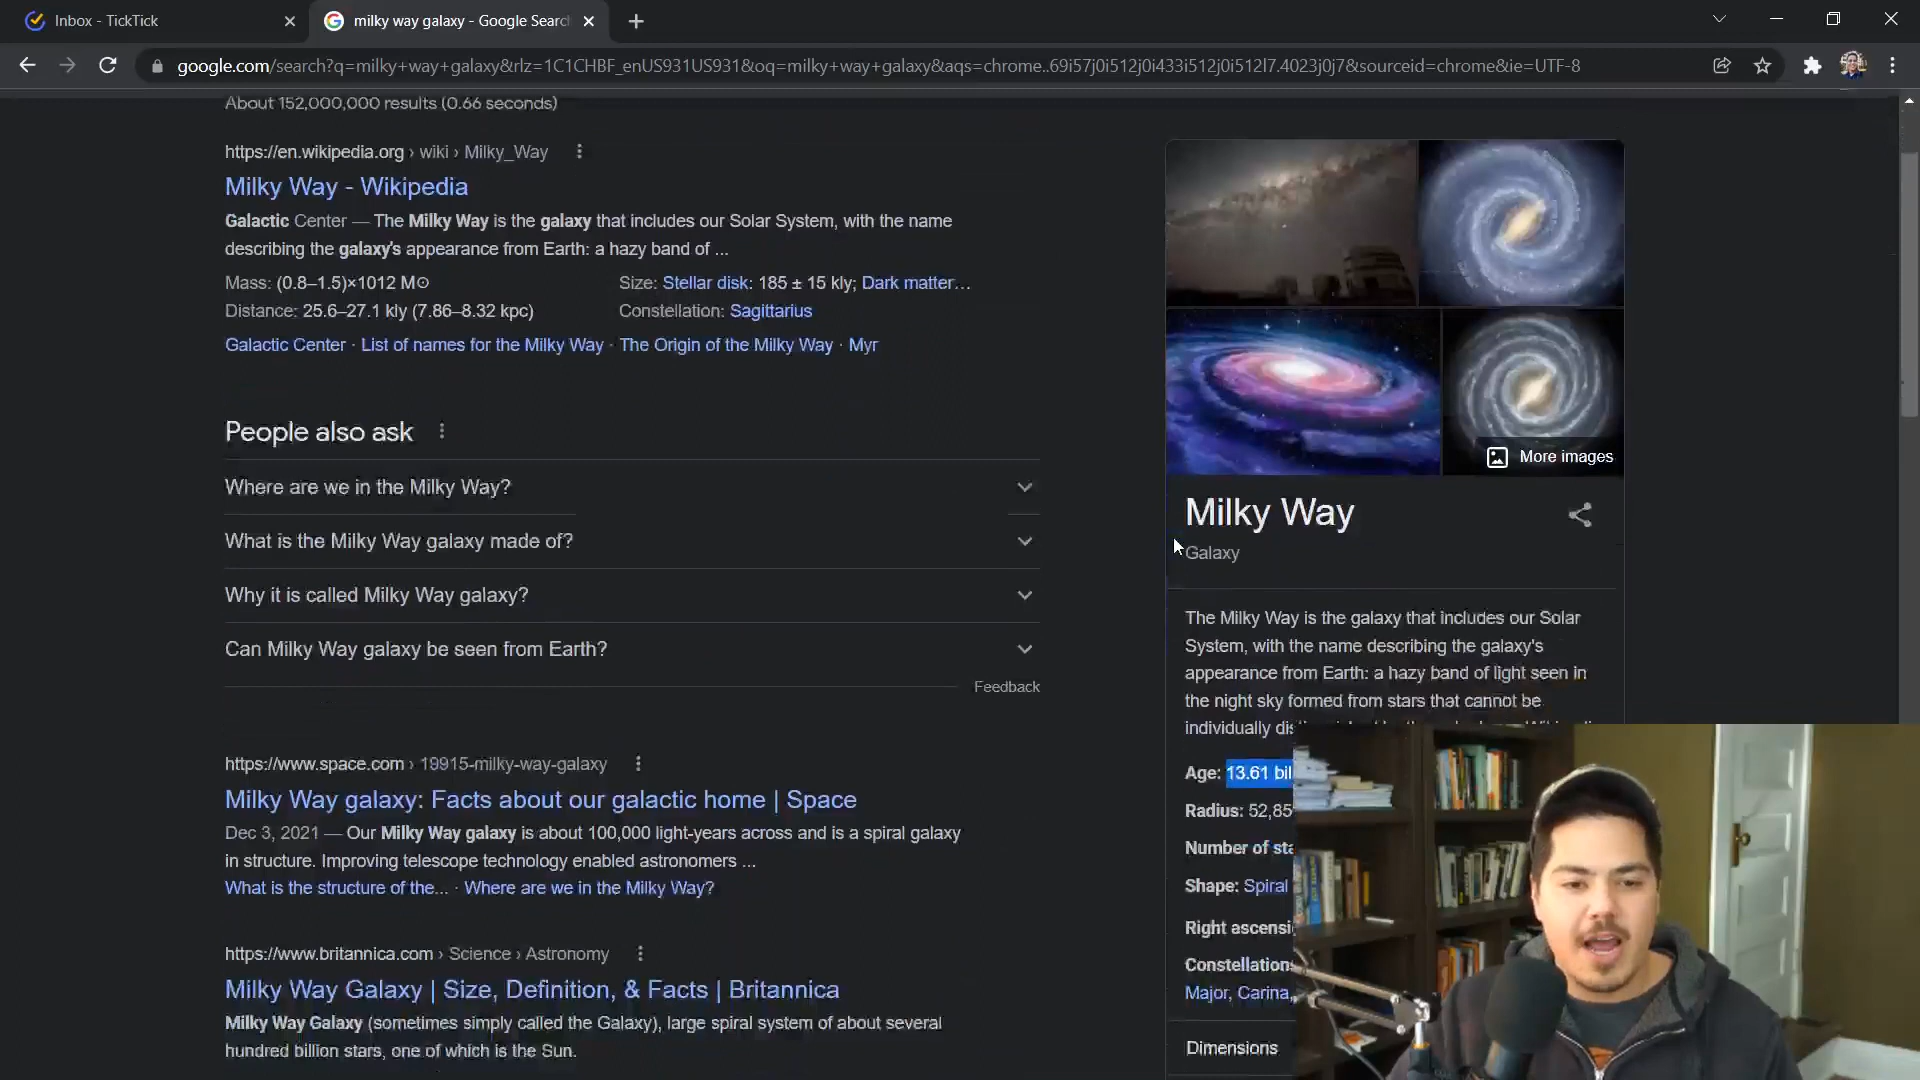 Inbox - TickTick
milky way galaxy - Google Search
google.com/search?q=milky+way+galaxy&rlz=1C1CHBF_enUS931US931&oq=milky+way+galaxy&aqs=chrome..69i57j0i512j0i433i512j0i512l7.4023j0j7&sourceid=chrome&ie=UTF-8
About 152,000,000 results (0.66 seconds)
https://en.wikipedia.org › wiki › Milky_Way
Milky Way - Wikipedia
Galactic Center — The Milky Way is the galaxy that includes our Solar System, with the name
describing the galaxy's appearance from Earth: a hazy band of ...
Mass: (0.8–1.5)×1012 M☉
Size: Stellar disk: 185 ± 15 kly; Dark matter...
Distance: 25.6–27.1 kly (7.86–8.32 kpc)
Constellation: Sagittarius
Galactic Center · List of names for the Milky Way · The Origin of the Milky Way · Myr
People also ask
Where are we in the Milky Way?
What is the Milky Way galaxy made of?
Why it is called Milky Way galaxy?
Can Milky Way galaxy be seen from Earth?
Feedback
https://www.space.com › 19915-milky-way-galaxy
Milky Way galaxy: Facts about our galactic home | Space
Dec 3, 2021 — Our Milky Way galaxy is about 100,000 light-years across and is a spiral galaxy
in structure. Improving telescope technology enabled astronomers ...
What is the structure of the... · Where are we in the Milky Way?
https://www.britannica.com › Science › Astronomy
Milky Way Galaxy | Size, Definition, & Facts | Britannica
Milky Way Galaxy (sometimes simply called the Galaxy), large spiral system of about several
hundred billion stars, one of which is the Sun.
More images
Milky Way
Galaxy
The Milky Way is the galaxy that includes our Solar
System, with the name describing the galaxy's
appearance from Earth: a hazy band of light seen in
the night sky formed from stars that cannot be
individually
Age: 13.61 bil
Radius: 52,85
Number of sta
Shape: Spiral
Right ascensi
Constellations
Major, Carina,
Dimensions